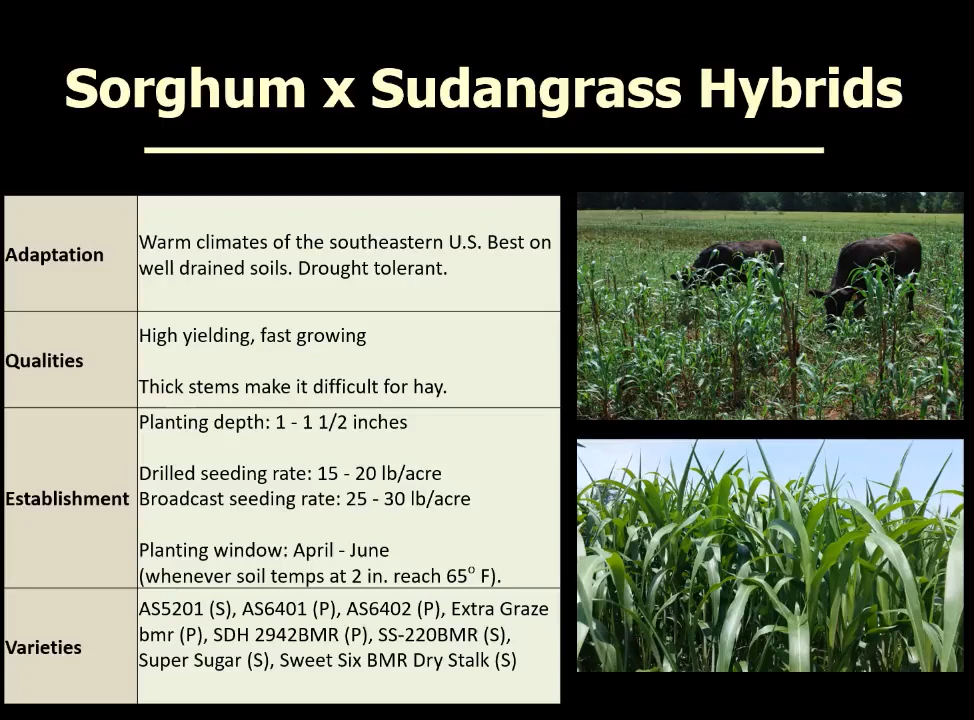 Sorghum x Sudangrass Hybrids
Adaptation
Warm climates of the southeastern U.S. Best on
well drained soils. Drought tolerant.
Qualities
High yielding, fast growing
Thick stems make it difficult for hay.
Establishment
Planting depth: 1 - 1 1/2 inches
Drilled seeding rate: 15 - 20 lb/acre
Broadcast seeding rate: 25 - 30 lb/acre
Planting window: April - June
(whenever soil temps at 2 in. reach 65° F).
Varieties
AS5201 (S), AS6401 (P), AS6402 (P), Extra Graze
bmr (P), SDH 2942BMR (P), SS-220BMR (S),
Super Sugar (S), Sweet Six BMR Dry Stalk (S)